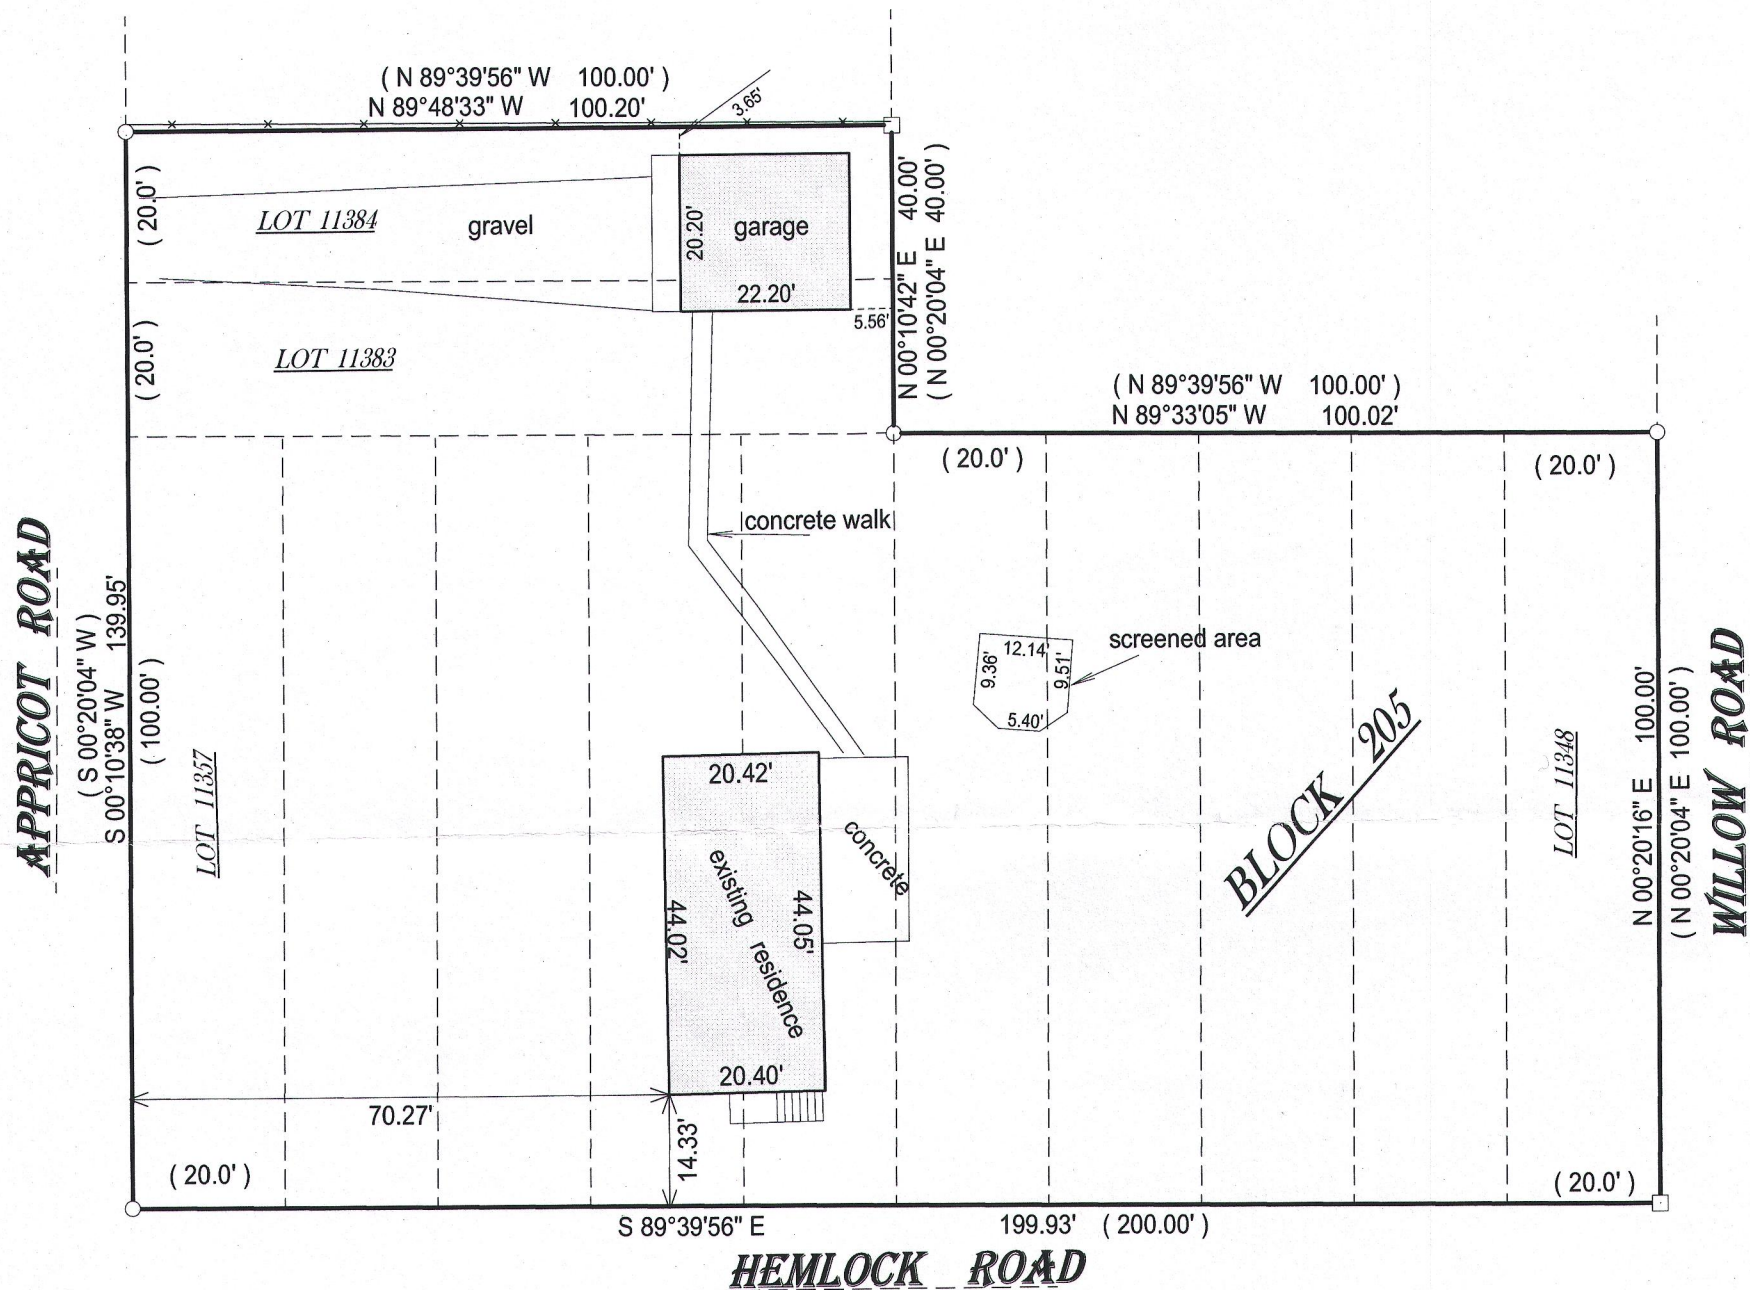 ( N 89°39'56" W 100.00' )
N 89°48'33" W 100.20'
3.65'
( 20.0' )
LOT 11384
gravel
20.20'
garage
22.20'
5.56'
N 00°10'42" E 40.00'
( N 00°20'04" E 40.00' )
( 20.0' )
LOT 11383
( N 89°39'56" W 100.00' )
N 89°33'05" W 100.02'
( 20.0' )
( 20.0' )
concrete walk
APPRICOT ROAD
( S 00°20'04" W )
S 00°10'38" W 139.95'
( 100.00' )
LOT 11357
12.14'
9.36'
9.51'
5.40'
screened area
20.42'
concrete
existing residence
44.02'
44.05'
20.40'
BLOCK 205
LOT 11348
N 00°20'16" E 100.00'
( N 00°20'04" E 100.00' )
WILLOW ROAD
70.27'
14.33'
( 20.0' )
( 20.0' )
S 89°39'56" E 199.93' ( 200.00' )
HEMLOCK ROAD